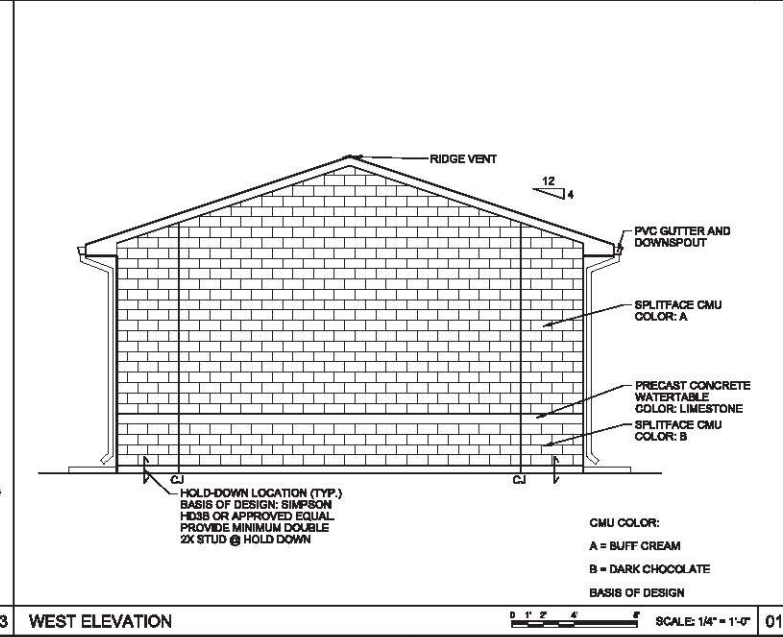 RIDGE VENT
12
4
PVC GUTTER AND
DOWNSPOUT
SPLITFACE CMU
COLOR: A
PRECAST CONCRETE
WATERTABLE
COLOR: LIMESTONE
SPLITFACE CMU
COLOR: B
CJ
CJ
HOLD-DOWN LOCATION (TYP.)
BASIS OF DESIGN: SIMPSON
HD3B OR APPROVED EQUAL
PROVIDE MINIMUM DOUBLE
2X STUD @ HOLD DOWN
CMU COLOR:
A = BUFF CREAM
B = DARK CHOCOLATE
BASIS OF DESIGN
3
WEST ELEVATION
0 1' 2' 4' 8'
SCALE: 1/4" = 1'-0"
01